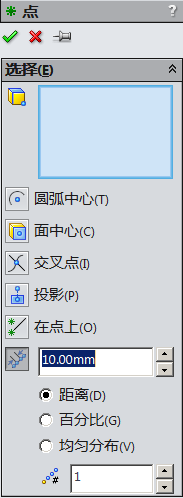 点 ?
选择(E)
圆弧中心(T)
面中心(C)
交叉点(I)
投影(P)
在点上(O)
10.00mm
距离(D)
百分比(G)
均匀分布(V)
# 1